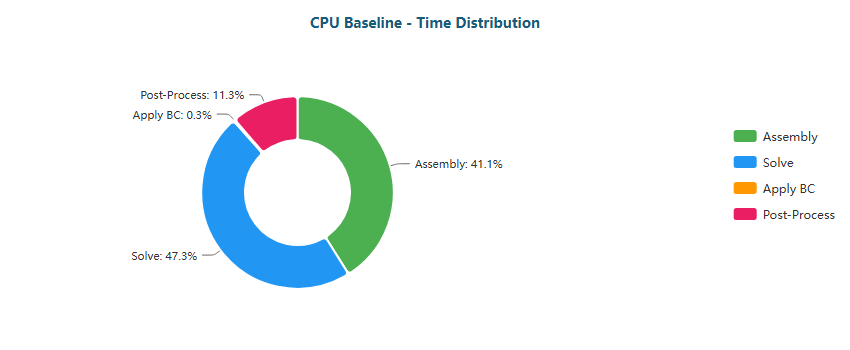 CPU Baseline - Time Distribution
Post-Process: 11.3%
Apply BC: 0.3%
Assembly: 41.1%
Solve: 47.3%
Assembly
Solve
Apply BC
Post-Process